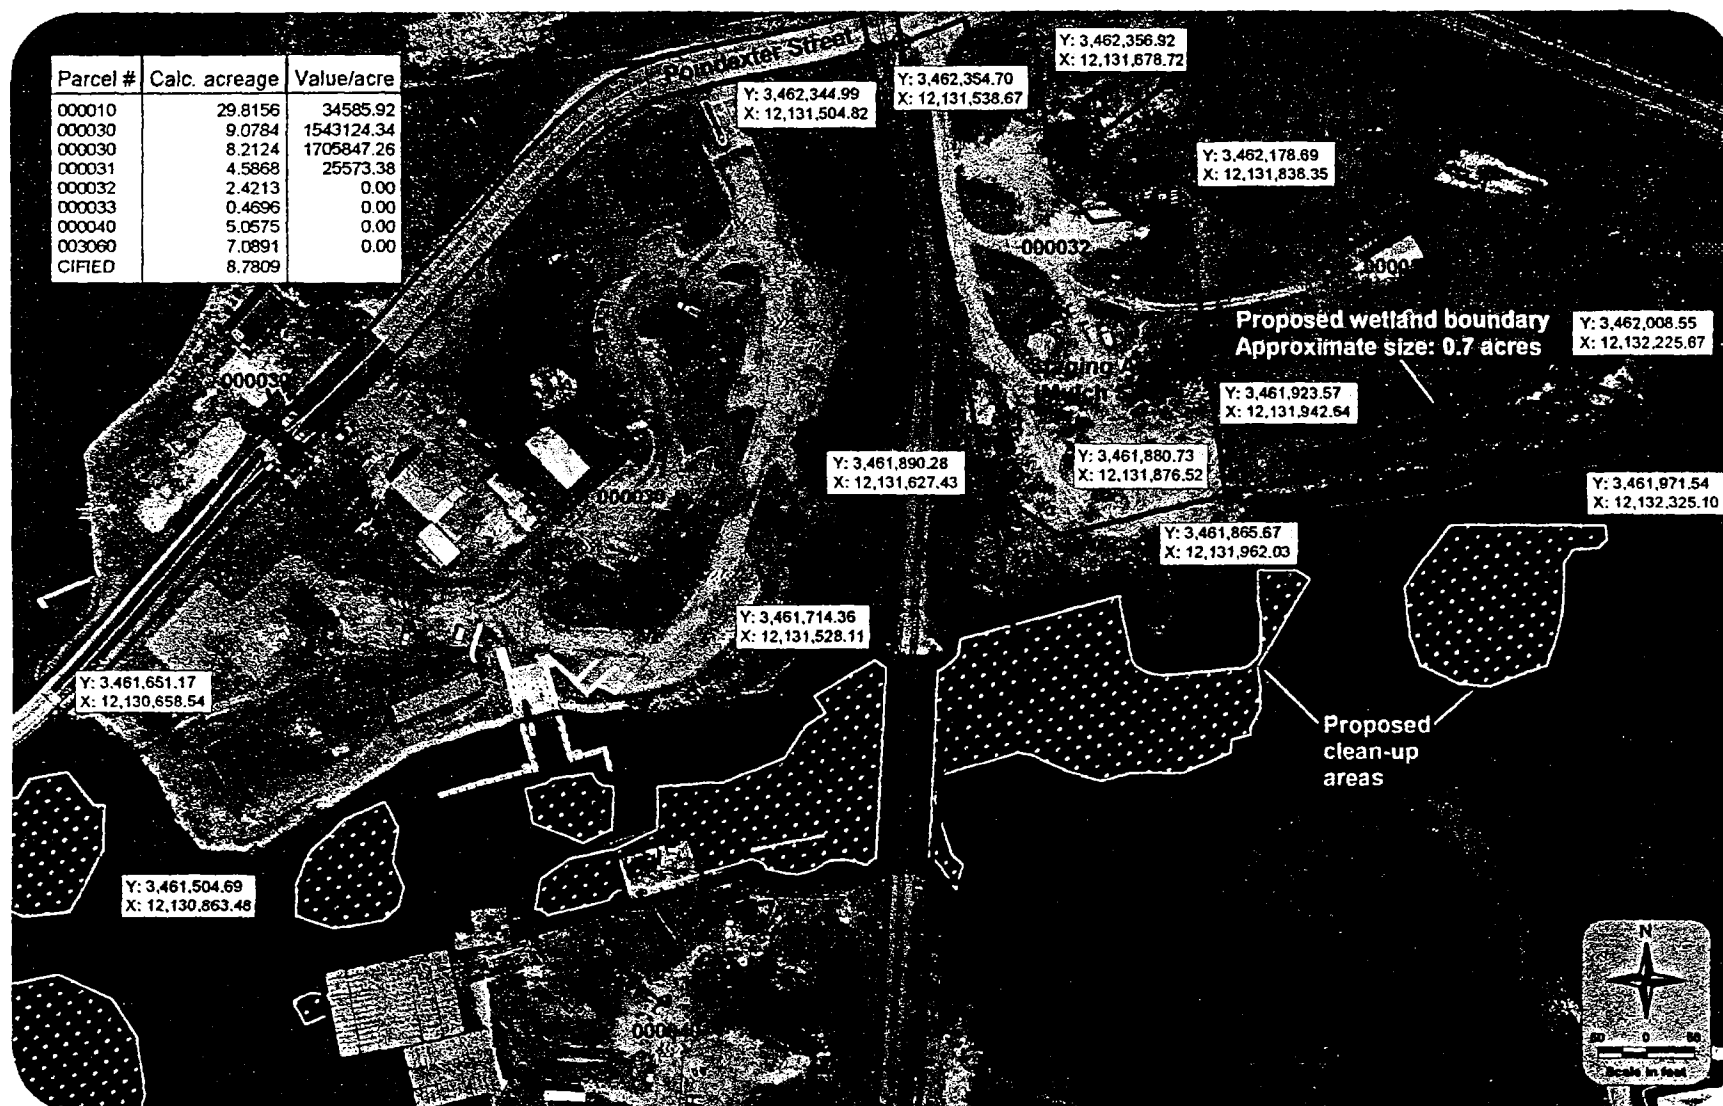 Parcel # Calc. acreage Value/acre
000010 29.8156 34585.92
000030 9.0784 1543124.34
000030 8.2124 1705847.26
000031 4.5868 25573.38
000032 2.4213 0.00
000033 0.4696 0.00
000040 5.0575 0.00
003060 7.0891 0.00
CIFIED 8.7809
Poindexter Street
Y: 3,462,356.92
X: 12,131,678.72
Y: 3,462,354.70
X: 12,131,538.67
Y: 3,462,344.99
X: 12,131,504.82
Y: 3,462,178.69
X: 12,131,838.35
000032
Proposed wetland boundary
Approximate size: 0.7 acres
Y: 3,462,008.55
X: 12,132,225.67
000030
Y: 3,461,923.57
X: 12,131,942.64
Y: 3,461,890.28
X: 12,131,627.43
Y: 3,461,880.73
X: 12,131,876.52
000030
Y: 3,461,971.54
X: 12,132,325.10
Y: 3,461,865.67
X: 12,131,962.03
Y: 3,461,714.36
X: 12,131,528.11
Y: 3,461,651.17
X: 12,130,658.54
Proposed
clean-up
areas
Y: 3,461,504.69
X: 12,130,863.48
N
50 0 50
Scale in feet